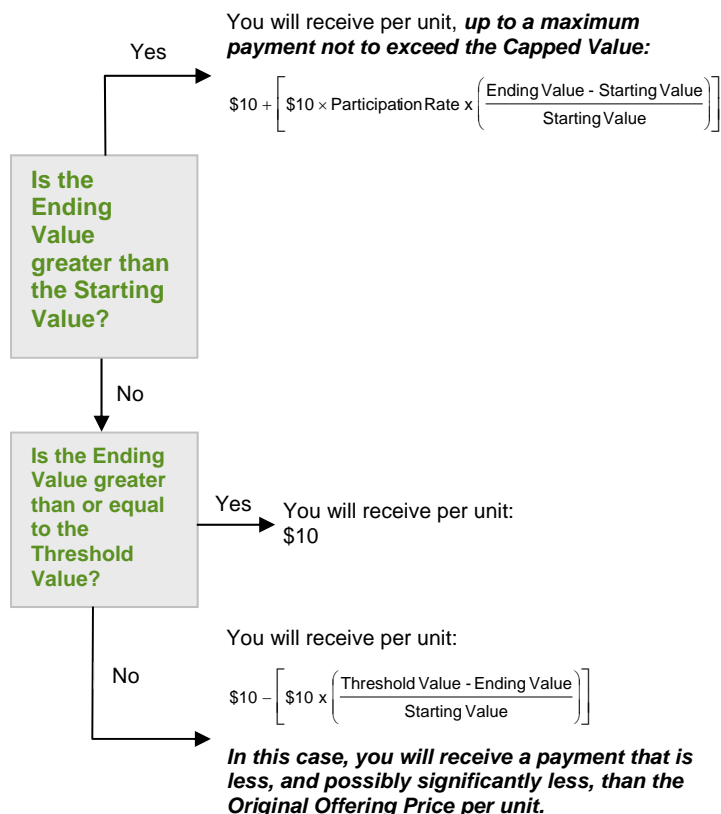 You will receive per unit, up to a maximum
payment not to exceed the Capped Value:
Yes
$10 + [ $10 × Participation Rate x ( Ending Value - Starting Value / Starting Value ) ]
Is the
Ending
Value
greater than
the Starting
Value?
No
Is the Ending
Value greater
than or equal
to the
Threshold
Value?
Yes
You will receive per unit:
$10
You will receive per unit:
No
$10 – [ $10 x ( Threshold Value - Ending Value / Starting Value ) ]
In this case, you will receive a payment that is
less, and possibly significantly less, than the
Original Offering Price per unit.